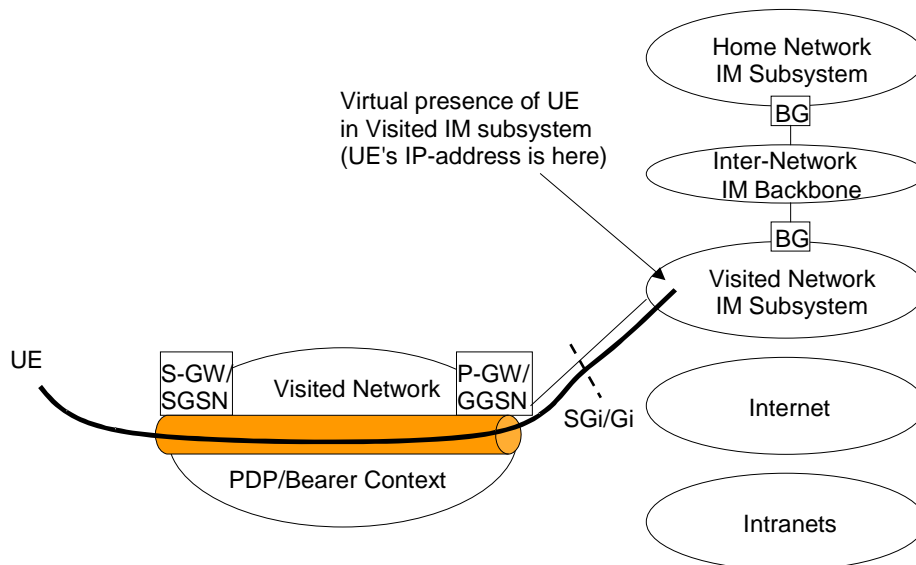 Home Network
IM Subsystem
BG
Virtual presence of UE
in Visited IM subsystem
(UE's IP-address is here)
Inter-Network
IM Backbone
BG
Visited Network
IM Subsystem
UE
S-GW/
SGSN
Visited Network
P-GW/
GGSN
SGi/Gi
Internet
PDP/Bearer Context
Intranets